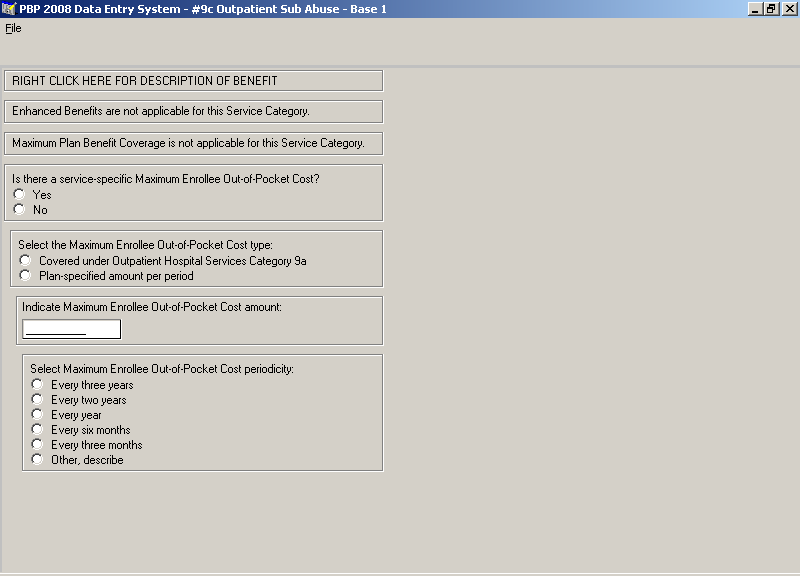 PBP 2008 Data Entry System - #9c Outpatient Sub Abuse - Base 1
File
RIGHT CLICK HERE FOR DESCRIPTION OF BENEFIT
Enhanced Benefits are not applicable for this Service Category.
Maximum Plan Benefit Coverage is not applicable for this Service Category.
Is there a service-specific Maximum Enrollee Out-of-Pocket Cost?
Yes
No
Select the Maximum Enrollee Out-of-Pocket Cost type:
Covered under Outpatient Hospital Services Category 9a
Plan-specified amount per period
Indicate Maximum Enrollee Out-of-Pocket Cost amount:
Select Maximum Enrollee Out-of-Pocket Cost periodicity:
Every three years
Every two years
Every year
Every six months
Every three months
Other, describe